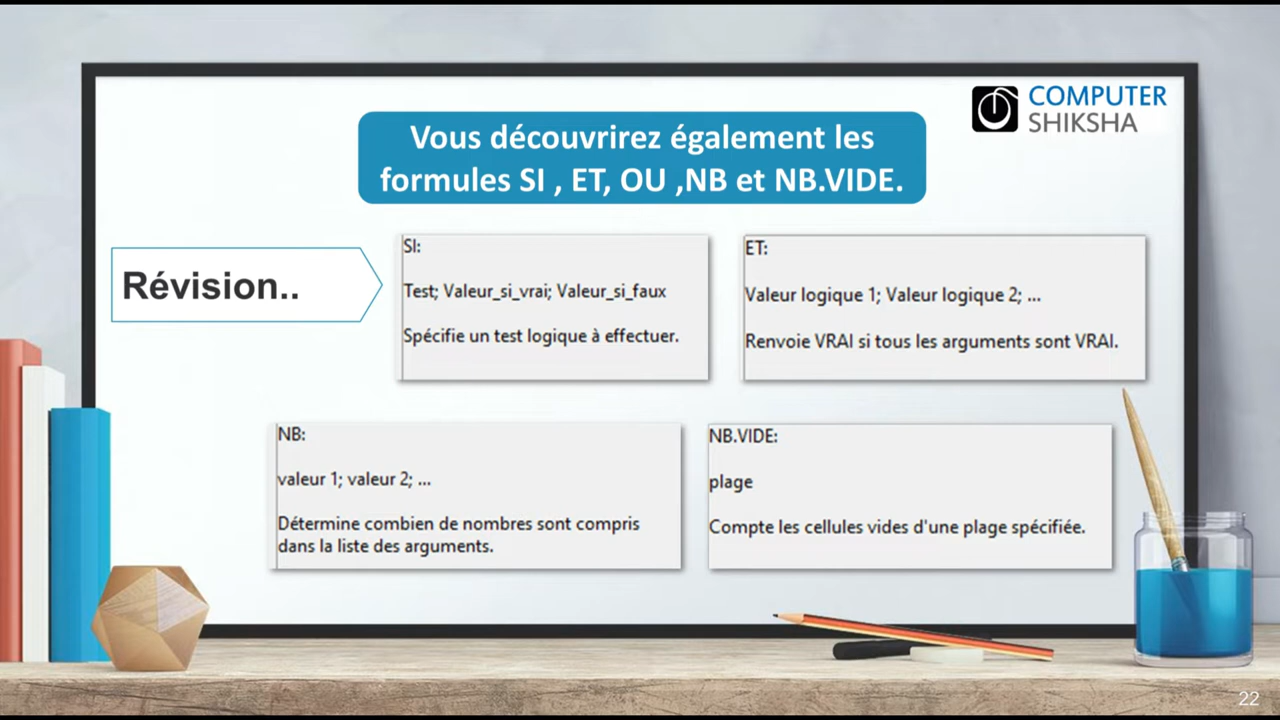 COMPUTER
SHIKSHA
Vous découvrirez également les
formules SI , ET, OU ,NB et NB.VIDE.
Révision..
SI:
Test; Valeur_si_vrai; Valeur_si_faux
Spécifie un test logique à effectuer.
ET:
Valeur logique 1; Valeur logique 2; ...
Renvoie VRAI si tous les arguments sont VRAI.
NB:
valeur 1; valeur 2; ...
Détermine combien de nombres sont compris
dans la liste des arguments.
NB.VIDE:
plage
Compte les cellules vides d'une plage spécifiée.
22